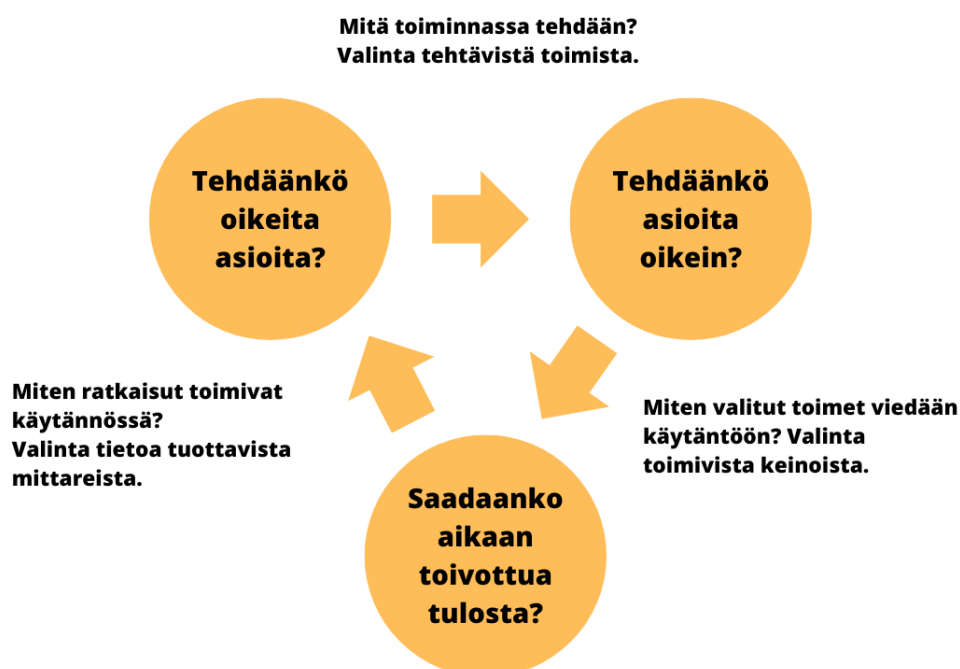 Mitä toiminnassa tehdään?
Valinta tehtävistä toimista.
Tehdäänkö
oikeita
asioita?
Tehdäänkö
asioita
oikein?
Miten ratkaisut toimivat
käytännössä?
Valinta tietoa tuottavista
mittareista.
Miten valitut toimet viedään
käytäntöön? Valinta
toimivista keinoista.
Saadaanko
aikaan
toivottua
tulosta?